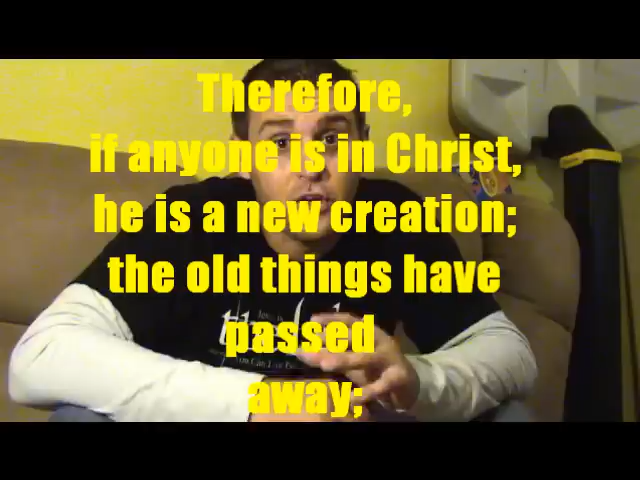 Therefore,
if anyone is in Christ,
he is a new creation;
the old things have
passed
away;